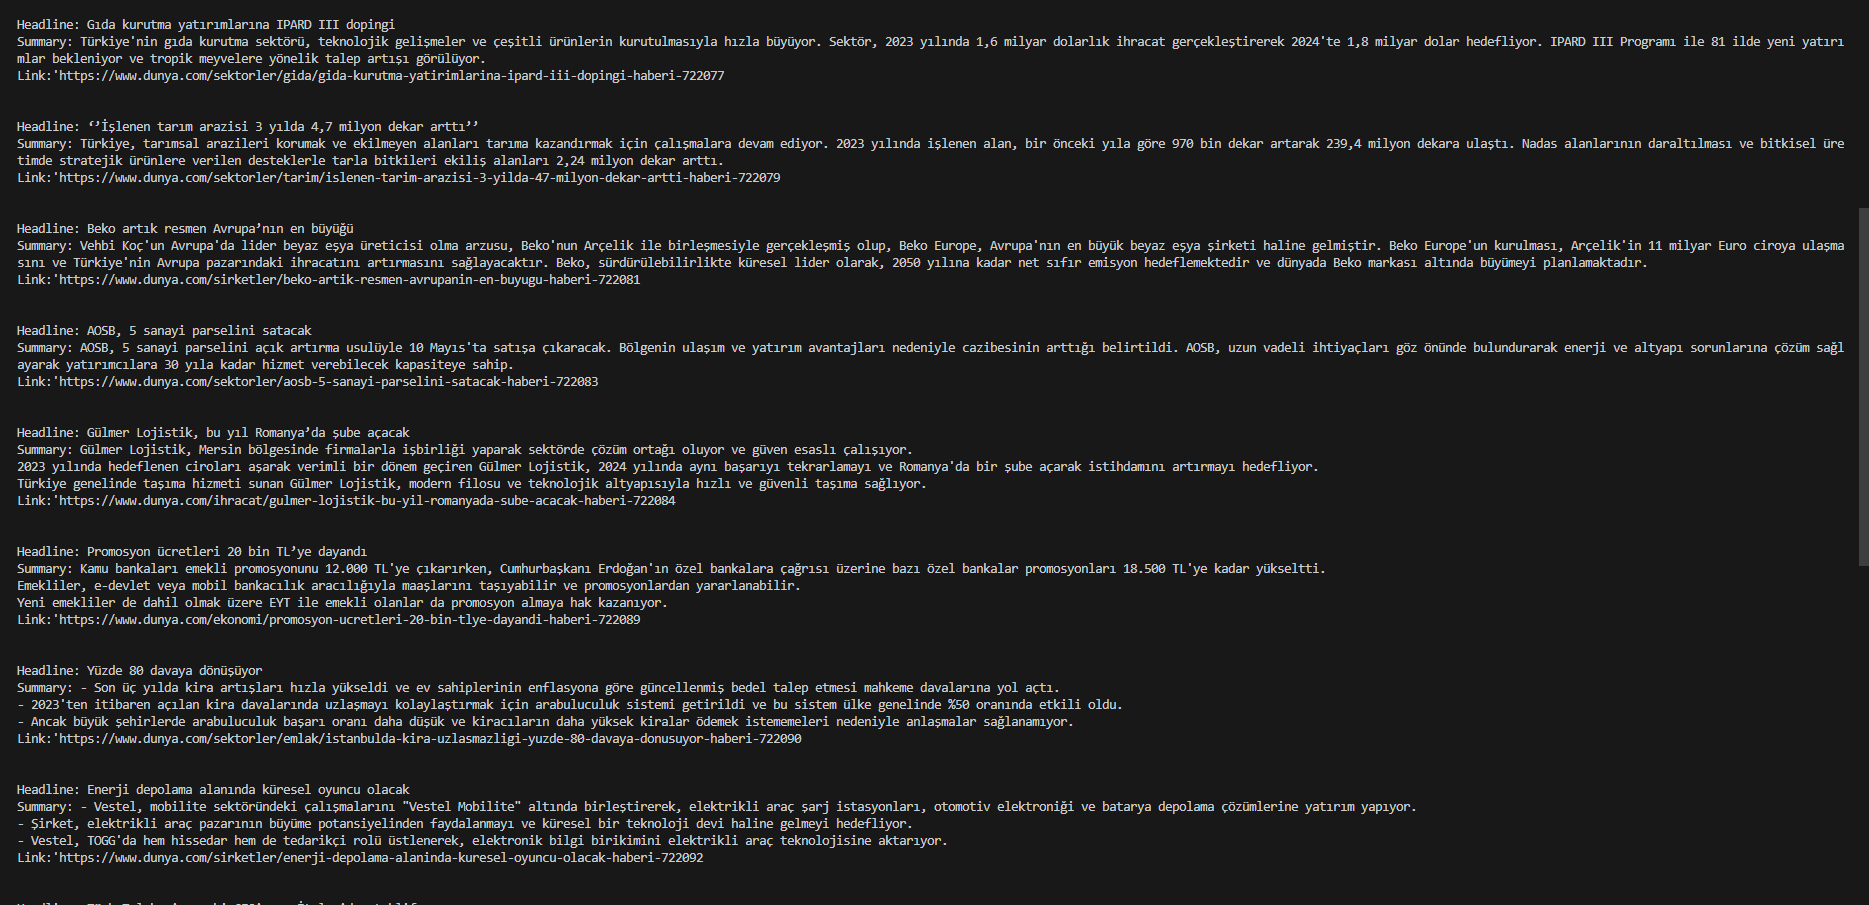 Headline: Gıda kurutma yatırımlarına IPARD III dopingi
Summary: Türkiye'nin gıda kurutma sektörü, teknolojik gelişmeler ve çeşitli ürünlerin kurutulmasıyla hızla büyüyor. Sektör, 2023 yılında 1,6 milyar dolarlık ihracat gerçekleştirerek 2024'te 1,8 milyar dolar hedefliyor. IPARD III Programı ile 81 ilde yeni yatırı
mlar bekleniyor ve tropik meyvelere yönelik talep artışı görülüyor.
Link:'https://www.dunya.com/sektorler/gida/gida-kurutma-yatirimlarina-ipard-iii-dopingi-haberi-722077
Headline: ‘’İşlenen tarım arazisi 3 yılda 4,7 milyon dekar arttı’’
Summary: Türkiye, tarımsal arazileri korumak ve ekilmeyen alanları tarıma kazandırmak için çalışmalara devam ediyor. 2023 yılında işlenen alan, bir önceki yıla göre 970 bin dekar artarak 239,4 milyon dekara ulaştı. Nadas alanlarının daraltılması ve bitkisel üre
timde stratejik ürünlere verilen desteklerle tarla bitkileri ekiliş alanları 2,24 milyon dekar arttı.
Link:'https://www.dunya.com/sektorler/tarim/islenen-tarim-arazisi-3-yilda-47-milyon-dekar-artti-haberi-722079
Headline: Beko artık resmen Avrupa’nın en büyüğü
Summary: Vehbi Koç'un Avrupa'da lider beyaz eşya üreticisi olma arzusu, Beko'nun Arçelik ile birleşmesiyle gerçekleşmiş olup, Beko Europe, Avrupa'nın en büyük beyaz eşya şirketi haline gelmiştir. Beko Europe'un kurulması, Arçelik'in 11 milyar Euro ciroya ulaşma
sını ve Türkiye'nin Avrupa pazarındaki ihracatını artırmasını sağlayacaktır. Beko, sürdürülebilirlikte küresel lider olarak, 2050 yılına kadar net sıfır emisyon hedeflemektedir ve dünyada Beko markası altında büyümeyi planlamaktadır.
Link:'https://www.dunya.com/sirketler/beko-artik-resmen-avrupanin-en-buyugu-haberi-722081
Headline: AOSB, 5 sanayi parselini satacak
Summary: AOSB, 5 sanayi parselini açık artırma usulüyle 10 Mayıs'ta satışa çıkaracak. Bölgenin ulaşım ve yatırım avantajları nedeniyle cazibesinin arttığı belirtildi. AOSB, uzun vadeli ihtiyaçları göz önünde bulundurarak enerji ve altyapı sorunlarına çözüm sağl
ayarak yatırımcılara 30 yıla kadar hizmet verebilecek kapasiteye sahip.
Link:'https://www.dunya.com/sektorler/aosb-5-sanayi-parselini-satacak-haberi-722083
Headline: Gülmer Lojistik, bu yıl Romanya’da şube açacak
Summary: Gülmer Lojistik, Mersin bölgesinde firmalarla işbirliği yaparak sektörde çözüm ortağı oluyor ve güven esaslı çalışıyor.
2023 yılında hedeflenen ciroları aşarak verimli bir dönem geçiren Gülmer Lojistik, 2024 yılında aynı başarıyı tekrarlamayı ve Romanya'da bir şube açarak istihdamını artırmayı hedefliyor.
Türkiye genelinde taşıma hizmeti sunan Gülmer Lojistik, modern filosu ve teknolojik altyapısıyla hızlı ve güvenli taşıma sağlıyor.
Link:'https://www.dunya.com/ihracat/gulmer-lojistik-bu-yil-romanyada-sube-acacak-haberi-722084
Headline: Promosyon ücretleri 20 bin TL’ye dayandı
Summary: Kamu bankaları emekli promosyonunu 12.000 TL'ye çıkarırken, Cumhurbaşkanı Erdoğan'ın özel bankalara çağrısı üzerine bazı özel bankalar promosyonları 18.500 TL'ye kadar yükseltti.
Emekliler, e-devlet veya mobil bankacılık aracılığıyla maaşlarını taşıyabilir ve promosyonlardan yararlanabilir.
Yeni emekliler de dahil olmak üzere EYT ile emekli olanlar da promosyon almaya hak kazanıyor.
Link:'https://www.dunya.com/ekonomi/promosyon-ucretleri-20-bin-tlye-dayandi-haberi-722089
Headline: Yüzde 80 davaya dönüşüyor
Summary: - Son üç yılda kira artışları hızla yükseldi ve ev sahiplerinin enflasyona göre güncellenmiş bedel talep etmesi mahkeme davalarına yol açtı.
- 2023'ten itibaren açılan kira davalarında uzlaşmayı kolaylaştırmak için arabuluculuk sistemi getirildi ve bu sistem ülke genelinde %50 oranında etkili oldu.
- Ancak büyük şehirlerde arabuluculuk başarı oranı daha düşük ve kiracıların daha yüksek kiralar ödemek istememeleri nedeniyle anlaşmalar sağlanamıyor.
Link:'https://www.dunya.com/sektorler/emlak/istanbulda-kira-uzlasmazligi-yuzde-80-davaya-donusuyor-haberi-722090
Headline: Enerji depolama alanında küresel oyuncu olacak
Summary: - Vestel, mobilite sektöründeki çalışmalarını "Vestel Mobilite" altında birleştirerek, elektrikli araç şarj istasyonları, otomotiv elektroniği ve batarya depolama çözümlerine yatırım yapıyor.
- Şirket, elektrikli araç pazarının büyüme potansiyelinden faydalanmayı ve küresel bir teknoloji devi haline gelmeyi hedefliyor.
- Vestel, TOGG'da hem hissedar hem de tedarikçi rolü üstlenerek, elektronik bilgi birikimini elektrikli araç teknolojisine aktarıyor.
Link:'https://www.dunya.com/sirketler/enerji-depolama-alaninda-kuresel-oyuncu-olacak-haberi-722092